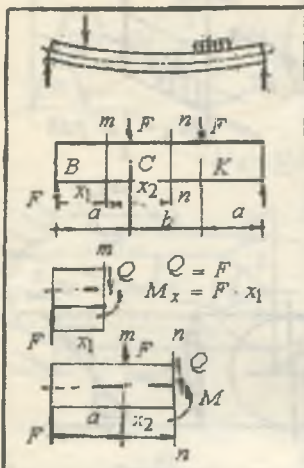 m F n F
B C K
F x₁ x₂ n
a b a
m
Q Q = F
Mₓ = F · x₁
F x₁ m F n
Q
M
a x₂
F n